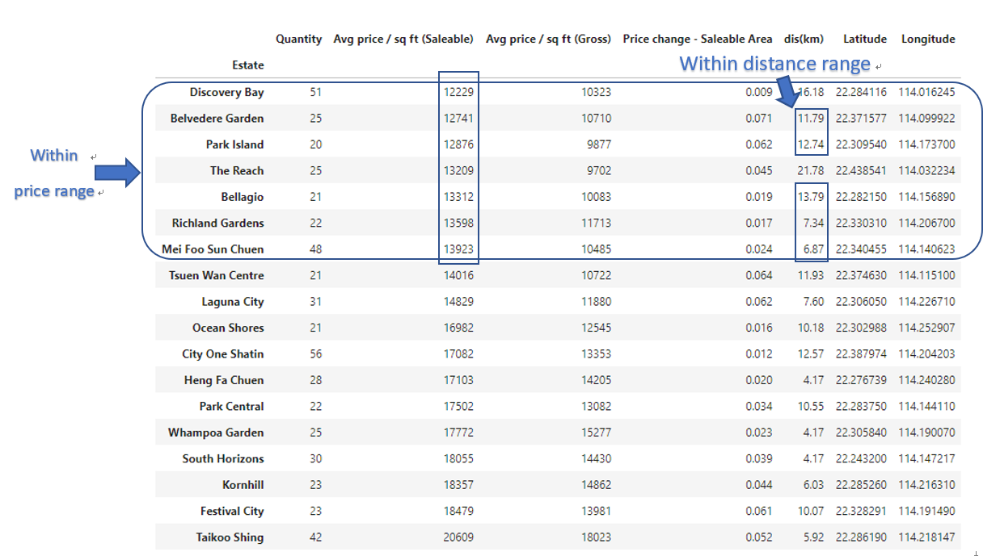 Quantity Avg price / sq ft (Saleable) Avg price / sq ft (Gross) Price change - Saleable Area dis(km) Latitude Longitude
Estate
Within distance range
Discovery Bay 51 12229 10323 0.009 16.18 22.284116 114.016245
Belvedere Garden 25 12741 10710 0.071 11.79 22.371577 114.099922
Park Island 20 12876 9877 0.062 12.74 22.309540 114.173700
Within
price range
The Reach 25 13209 9702 0.045 21.78 22.438541 114.032234
Bellagio 21 13312 10083 0.019 13.79 22.282150 114.156890
Richland Gardens 22 13598 11713 0.017 7.34 22.330310 114.206700
Mei Foo Sun Chuen 48 13923 10485 0.024 6.87 22.340455 114.140623
Tsuen Wan Centre 21 14016 10722 0.064 11.93 22.374630 114.115100
Laguna City 31 14829 11880 0.062 7.60 22.306050 114.226710
Ocean Shores 21 16982 12545 0.016 10.18 22.302988 114.252907
City One Shatin 56 17082 13353 0.012 12.57 22.387974 114.204203
Heng Fa Chuen 28 17103 14205 0.020 4.17 22.276739 114.240280
Park Central 22 17502 13082 0.034 10.55 22.283750 114.144110
Whampoa Garden 25 17772 15277 0.023 4.17 22.305840 114.190070
South Horizons 30 18055 14430 0.039 4.17 22.243200 114.147217
Kornhill 23 18357 14862 0.044 6.03 22.285260 114.216310
Festival City 23 18479 13981 0.061 10.07 22.328291 114.191490
Taikoo Shing 42 20609 18023 0.052 5.92 22.286190 114.218147